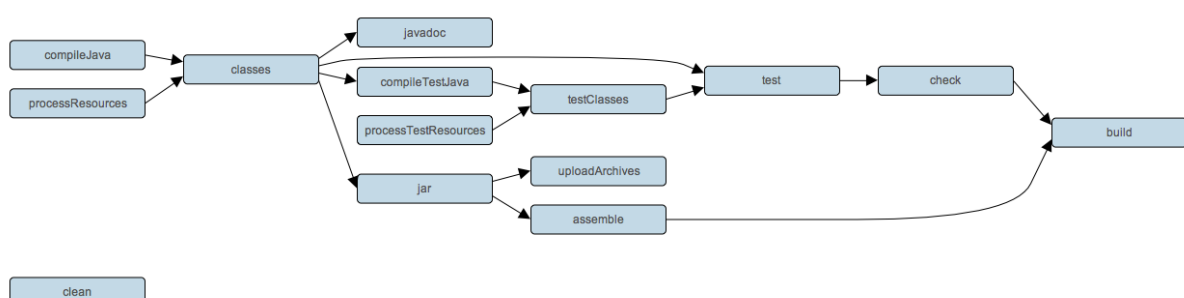 javadoc
compileJava
classes
compileTestJava
test
check
processResources
testClasses
processTestResources
build
uploadArchives
jar
assemble
clean